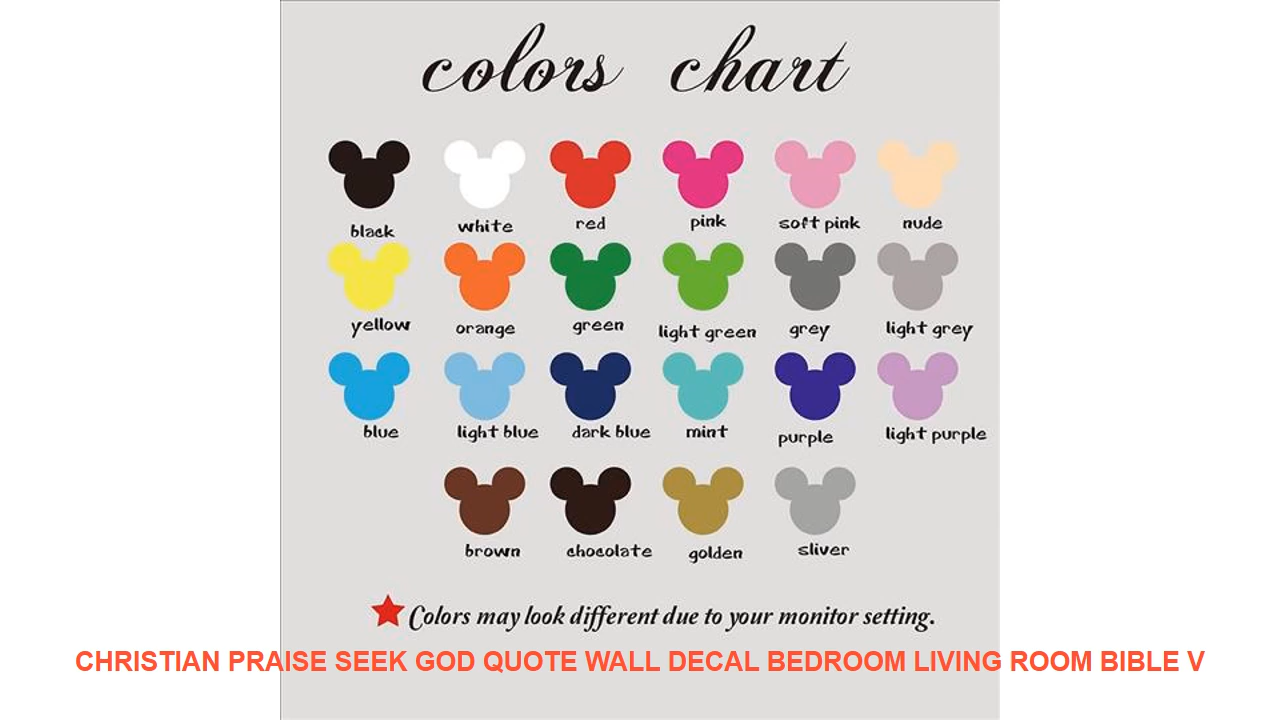 colors chart
black white red pink soft pink nude
yellow orange green light green grey light grey
blue light blue dark blue mint purple light purple
brown chocolate golden sliver
Colors may look different due to your monitor setting.
CHRISTIAN PRAISE SEEK GOD QUOTE WALL DECAL BEDROOM LIVING ROOM BIBLE V